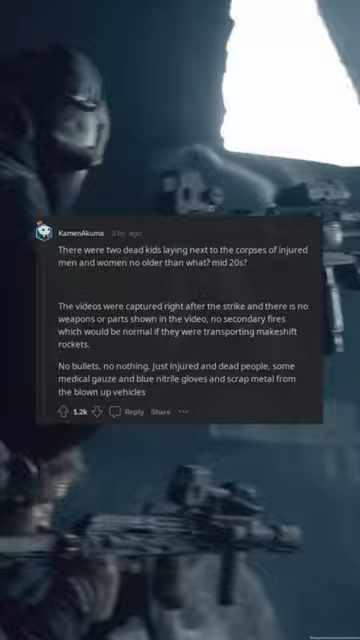 KamenAkuma 3 hr. ago
There were two dead kids laying next to the corpses of injured
men and women no older than what? mid 20s?
The videos were captured right after the strike and there is no
weapons or parts shown in the video, no secondary fires
which would be normal if they were transporting makeshift
rockets.
No bullets, no nothing. Just injured and dead people, some
medical gauze and blue nitrile gloves and scrap metal from
the blown up vehicles
1.2k Reply Share ...